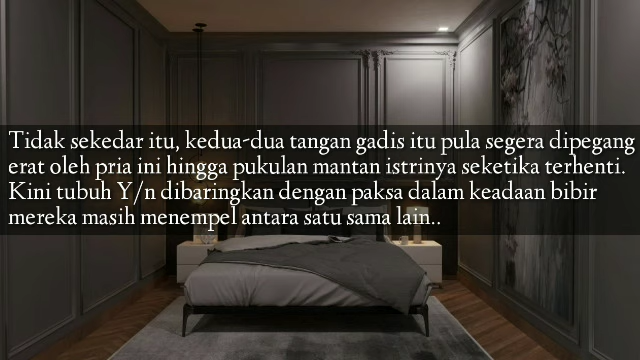 Tidak sekedar itu, kedua-dua tangan gadis itu pula segera dipegang
erat oleh pria ini hingga pukulan mantan istrinya seketika terhenti.
Kini tubuh Y/n dibaringkan dengan paksa dalam keadaan bibir
mereka masih menempel antara satu sama lain..